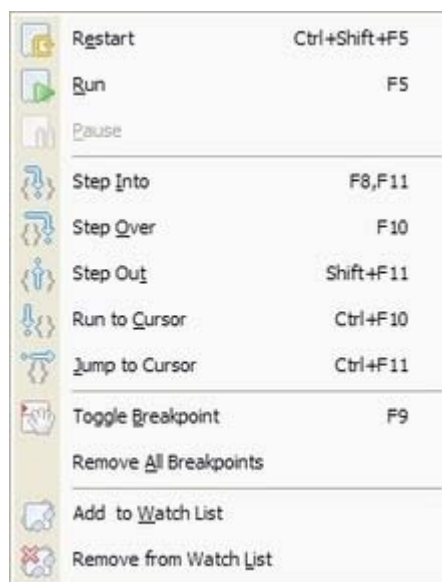 Restart Ctrl+Shift+F5
Run F5
Pause
Step Into F8,F11
Step Over F10
Step Out Shift+F11
Run to Cursor Ctrl+F10
Jump to Cursor Ctrl+F11
Toggle Breakpoint F9
Remove All Breakpoints
Add to Watch List
Remove from Watch List